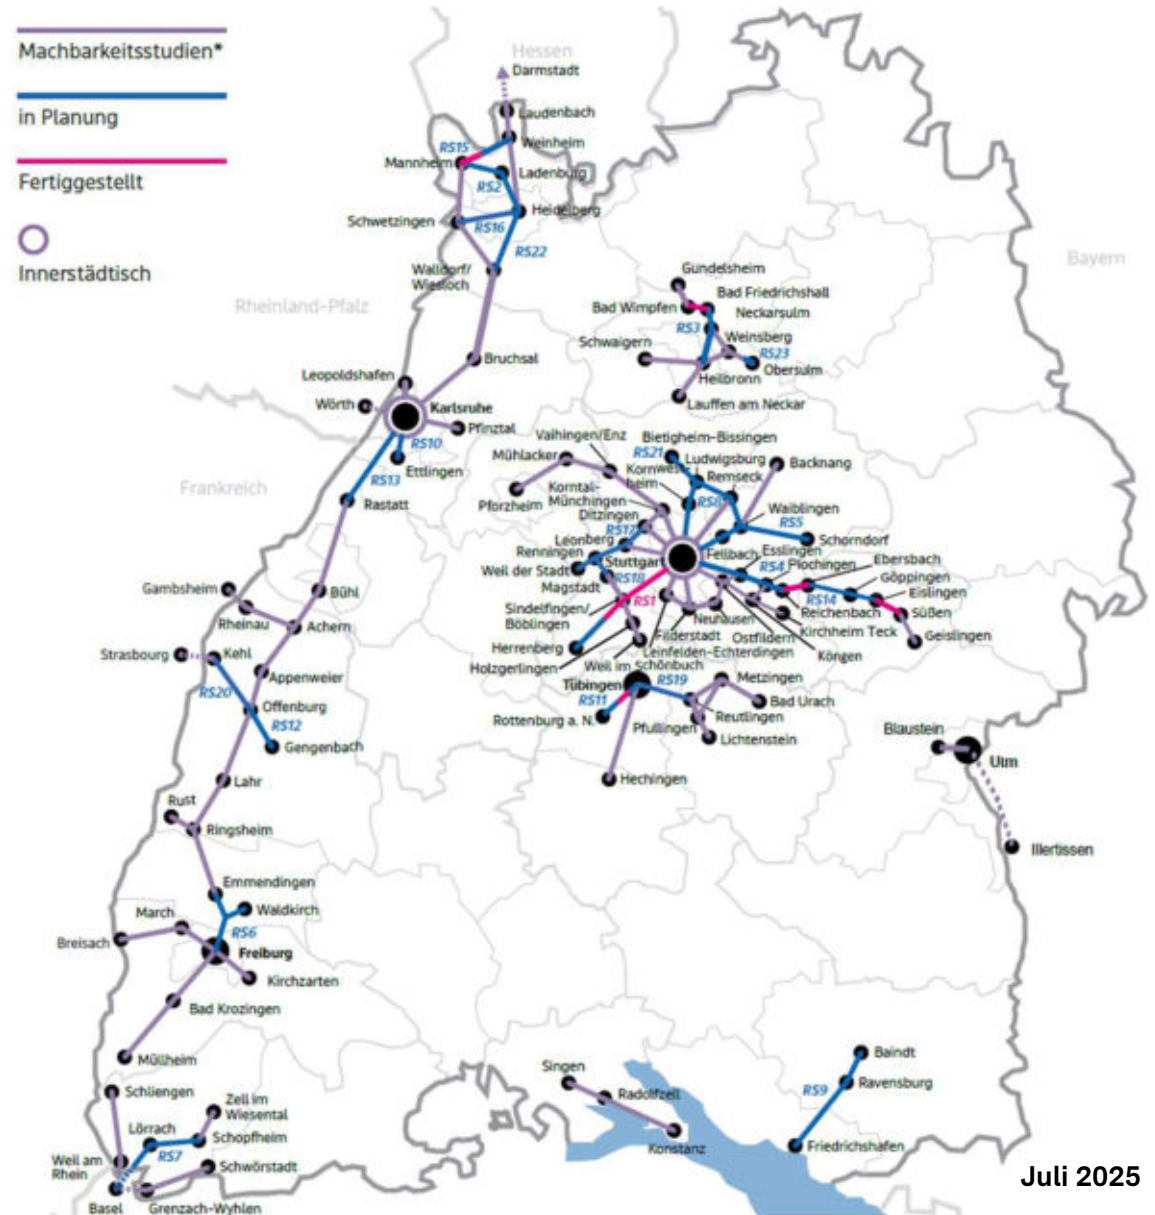 Machbarkeitsstudien*
in Planung
Fertiggestellt
Innerstädtisch
Hessen
Darmstadt
Laudenbach
Weinheim
RS15
Mannheim
Ladenburg
RS2
Heidelberg
Schwetzingen
RS16
RS22
Walldorf/
Wiesloch
Bayern
Rheinland-Pfalz
Gundelsheim
Bad Friedrichshall
Bad Wimpfen
Neckarsulm
RS3
Weinsberg
Schwaigern
RS23
Obersulm
Heilbronn
Lauffen am Neckar
Bruchsal
Leopoldshafen
Wörth
Karlsruhe
Pfinztal
RS10
Ettlingen
RS13
Rastatt
Frankreich
Vaihingen/Enz
Bietigheim-Bissingen
Mühlacker
RS21
Ludwigsburg
Backnang
Kornwest-
heim
Remseck
Pforzheim
Korntal-
Münchingen
RS8
Ditzingen
Waiblingen
RS17
RS5
Leonberg
Schorndorf
Renningen
Stuttgart
Fellbach
Esslingen
Ebersbach
Weil der Stadt
RS4
Plochingen
Göppingen
Magstadt
RS18
RS14
Eislingen
RS1
Sindelfingen/
Böblingen
Reichenbach
Süßen
Neuhausen
Kirchheim Teck
Geislingen
Filderstadt
Ostfildern
Herrenberg
Leinfelden-Echterdingen
Köngen
Holzgerlingen
Weil im
Schönbuch
Tübingen
RS19
Metzingen
RS11
Bad Urach
Rottenburg a. N.
Reutlingen
Pfullingen
Lichtenstein
Hechingen
Gambsheim
Bühl
Rheinau
Achern
Strasbourg
Kehl
Appenweier
RS20
Offenburg
RS12
Gengenbach
Blaustein
Ulm
Illertissen
Lahr
Rust
Ringsheim
Emmendingen
Waldkirch
March
RS6
Breisach
Freiburg
Kirchzarten
Bad Krozingen
Müllheim
Schliengen
Zell im
Wiesental
Lörrach
Schopfheim
RS7
Weil am
Rhein
Schwörstadt
Basel
Grenzach-Wyhlen
Singen
Radolfzell
Konstanz
Baindt
Ravensburg
RS9
Friedrichshafen
Juli 2025